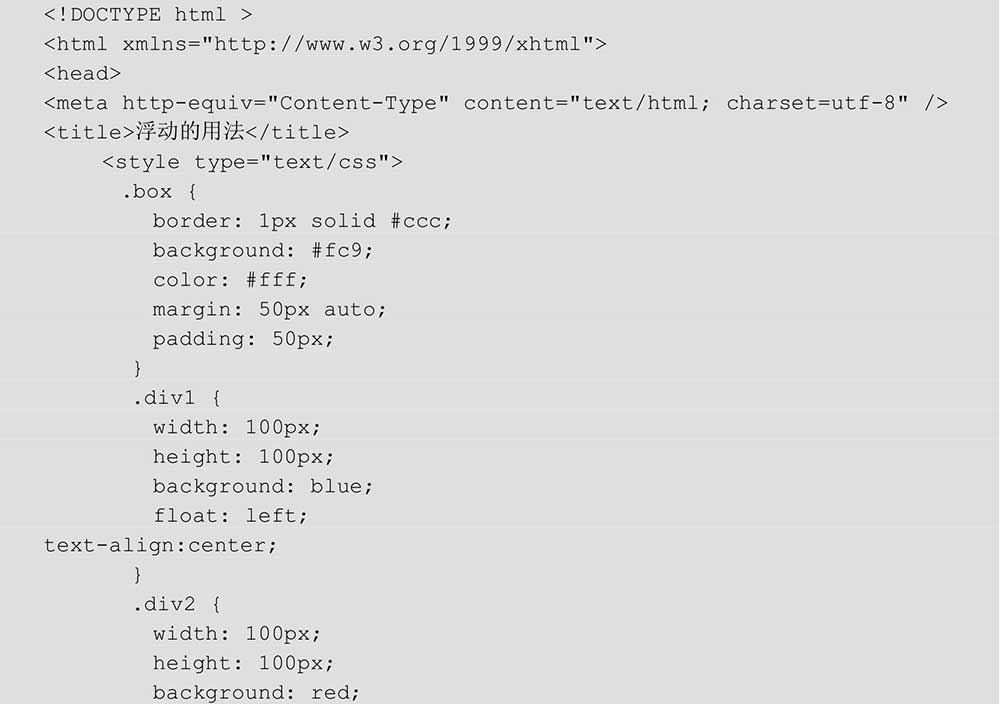 <!DOCTYPE html >
<html xmlns="http://www.w3.org/1999/xhtml">
<head>
<meta http-equiv="Content-Type" content="text/html; charset=utf-8" />
<title>浮动的用法</title>
<style type="text/css">
.box {
border: 1px solid #ccc;
background: #fc9;
color: #fff;
margin: 50px auto;
padding: 50px;
}
.div1 {
width: 100px;
height: 100px;
background: blue;
float: left;
text-align:center;
}
.div2 {
width: 100px;
height: 100px;
background: red;